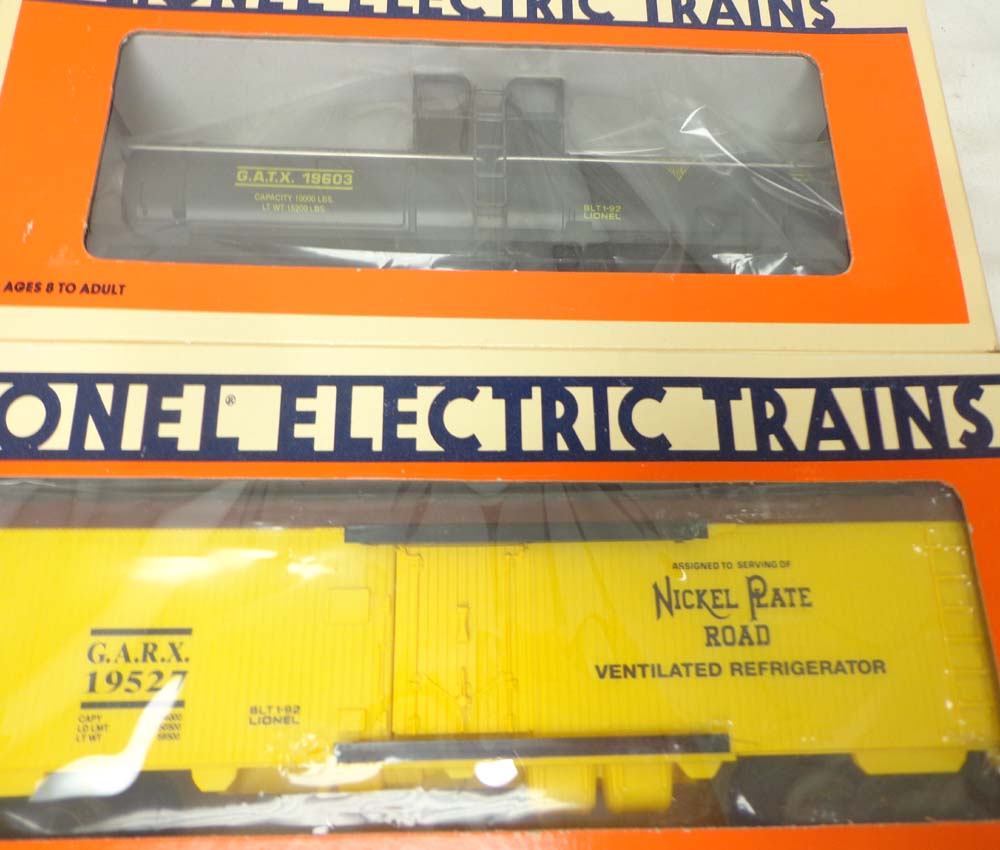 ELECTRIC TRAINS
G.A.T.X. 19603
CAPACITY 10000 LBS
LT WT 15200 LBS
BLT 1-92
LIONEL
AGES 8 TO ADULT
ONEL® ELECTRIC TRAINS
ASSIGNED TO SERVING OF
NICKEL PLATE
ROAD
VENTILATED REFRIGERATOR
G.A.R.X.
19527
CAPY
LD LMT
LT WT
BLT 1-92
LIONEL